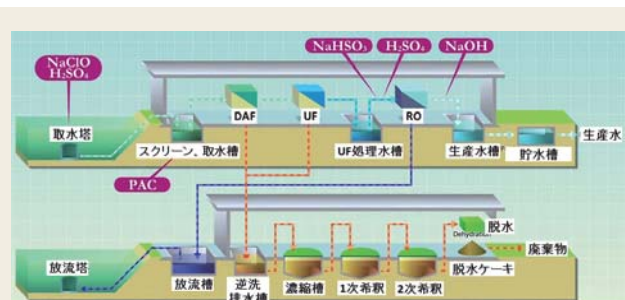 NaClO
H₂SO₄
NaHSO₃
H₂SO₄
NaOH
DAF
UF
RO
取水塔
スクリーン、取水槽
UF処理水槽
生産水槽
貯水槽
生産水
PAC
脱水
Dehydration
廃棄物
脱水ケーキ
放流塔
放流槽
逆洗
排水槽
濃縮槽
1次希釈
2次希釈